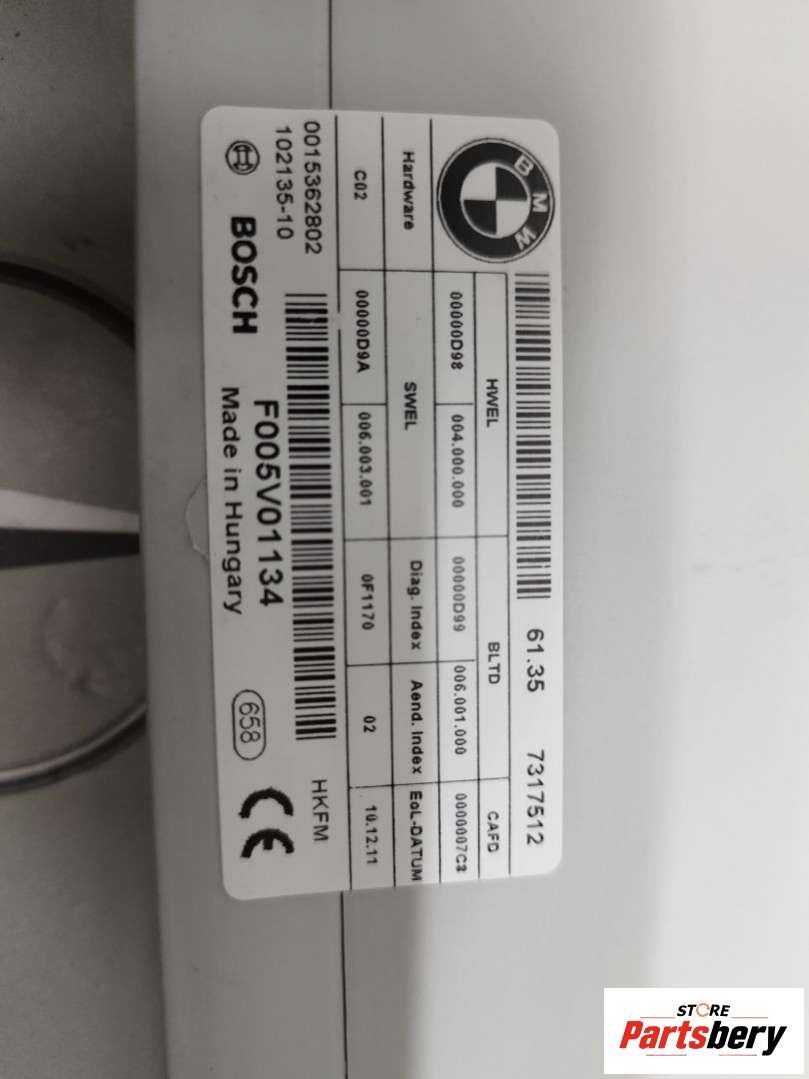 BMW
61.35 7317512
HWEL BLTD CAFD
00000D98 004.000.000 00000D99 006.001.000 0000007C3
Hardware SWEL Diag. Index Aend. Index EoL-DATUM
C02 00000D9A 006.003.001 0F1170 02 10.12.11
0015362802 HKFM
102135-10
F005V01134
BOSCH Made in Hungary 658 CE
STORE
Partsbery